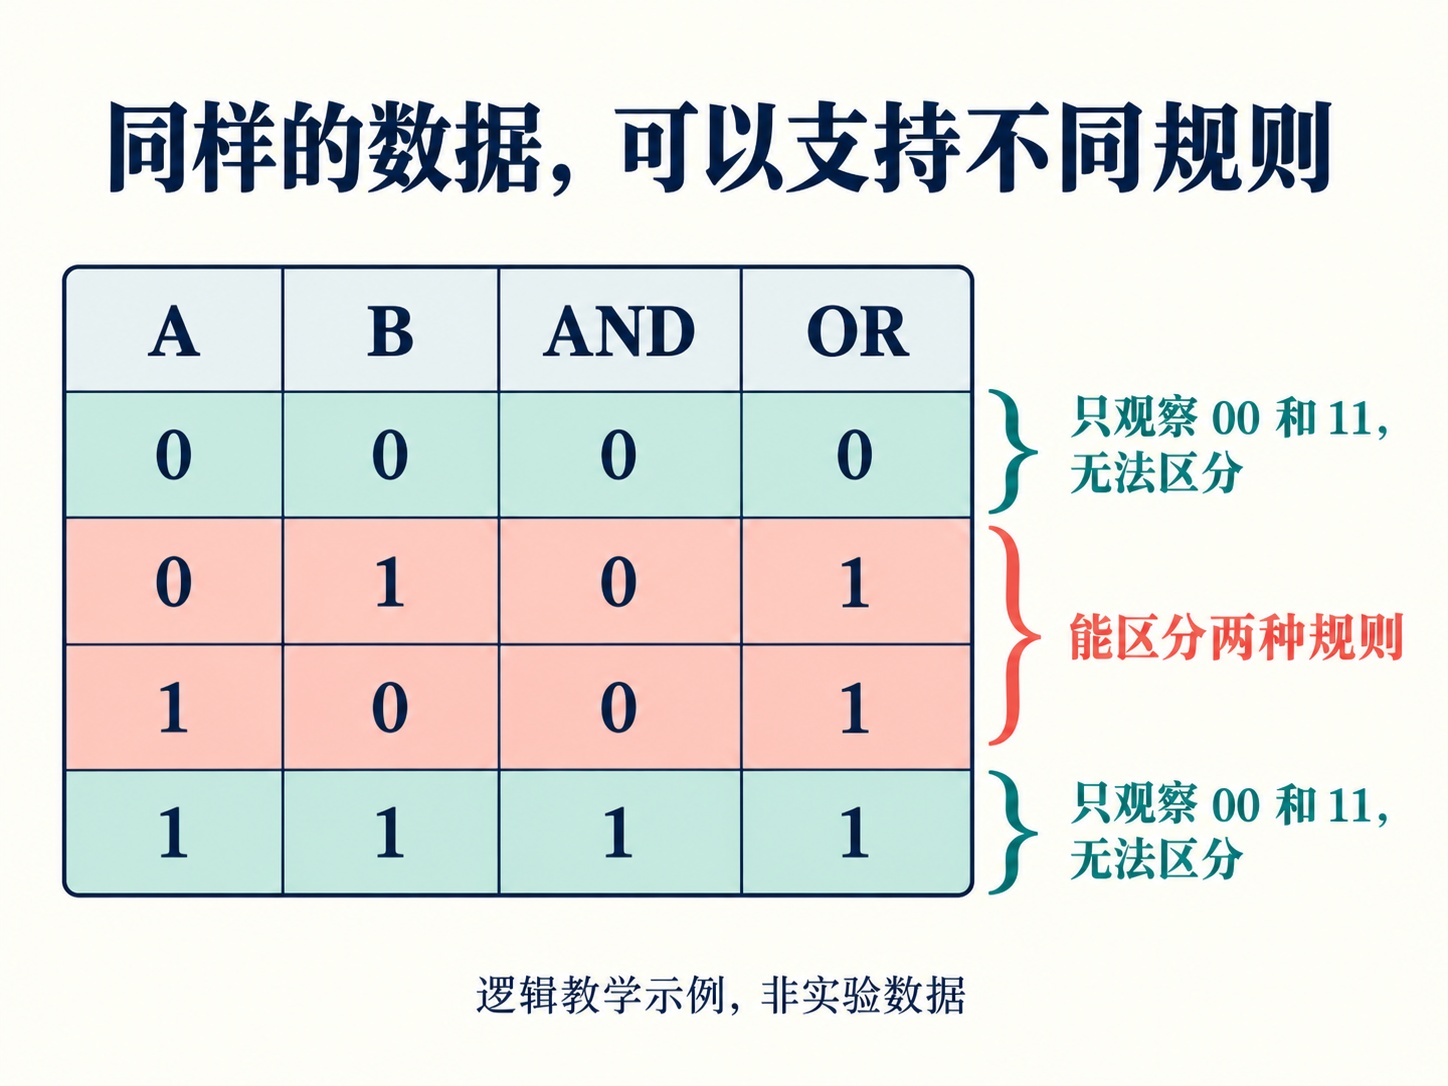 同样的数据，可以支持不同规则
A B AND OR
0 0 0 0
只观察 00 和 11，
无法区分
0 1 0 1
能区分两种规则
1 0 0 1
1 1 1 1
只观察 00 和 11，
无法区分
逻辑教学示例，非实验数据